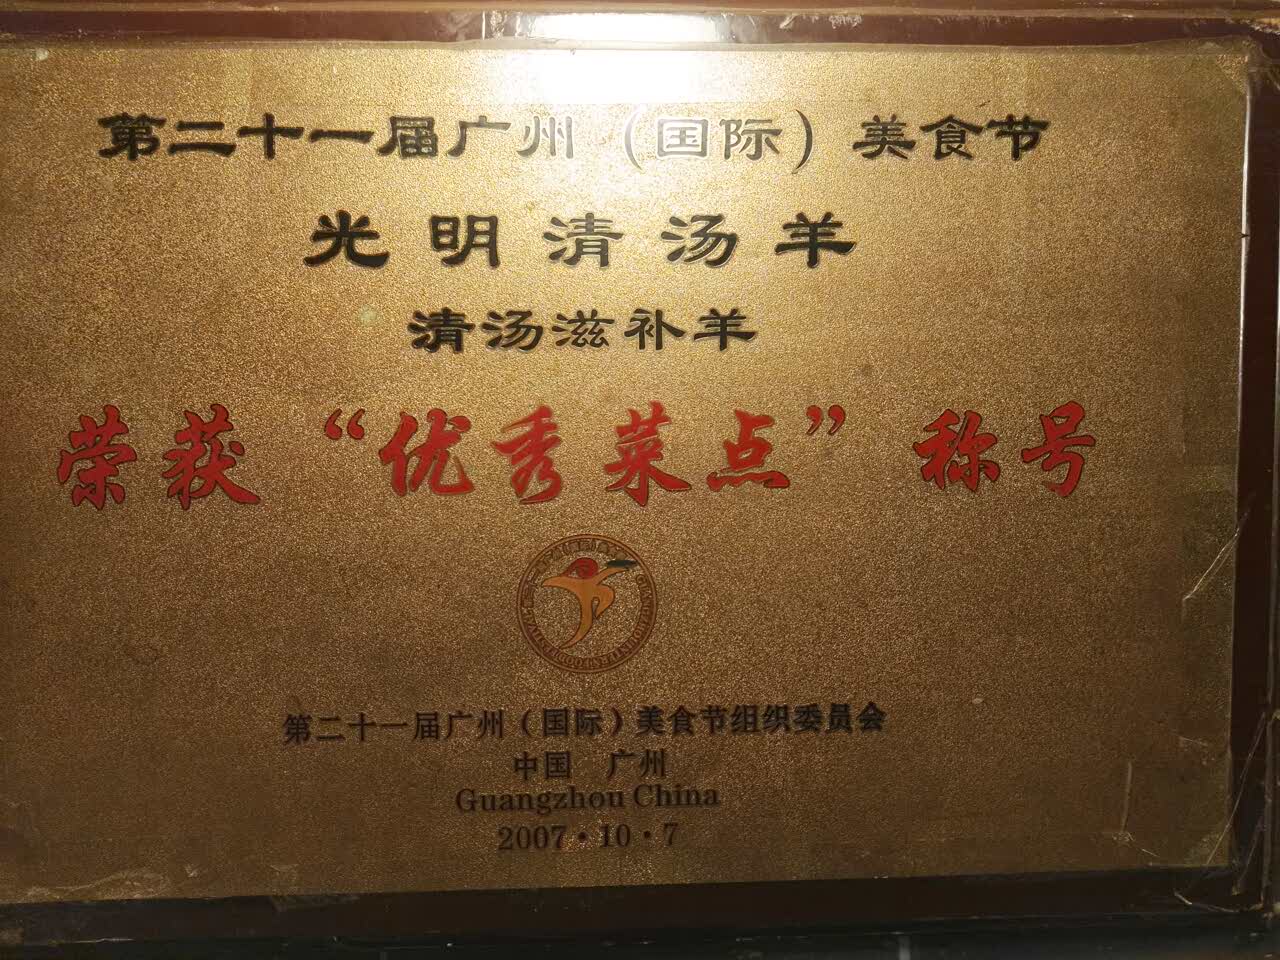 第二十一届广州（国际）美食节
光明清汤羊
清汤滋补羊
荣获“优秀菜点”称号
第二十一届广州（国际）美食节组织委员会
中国 广州
Guangzhou China
2007·10·7